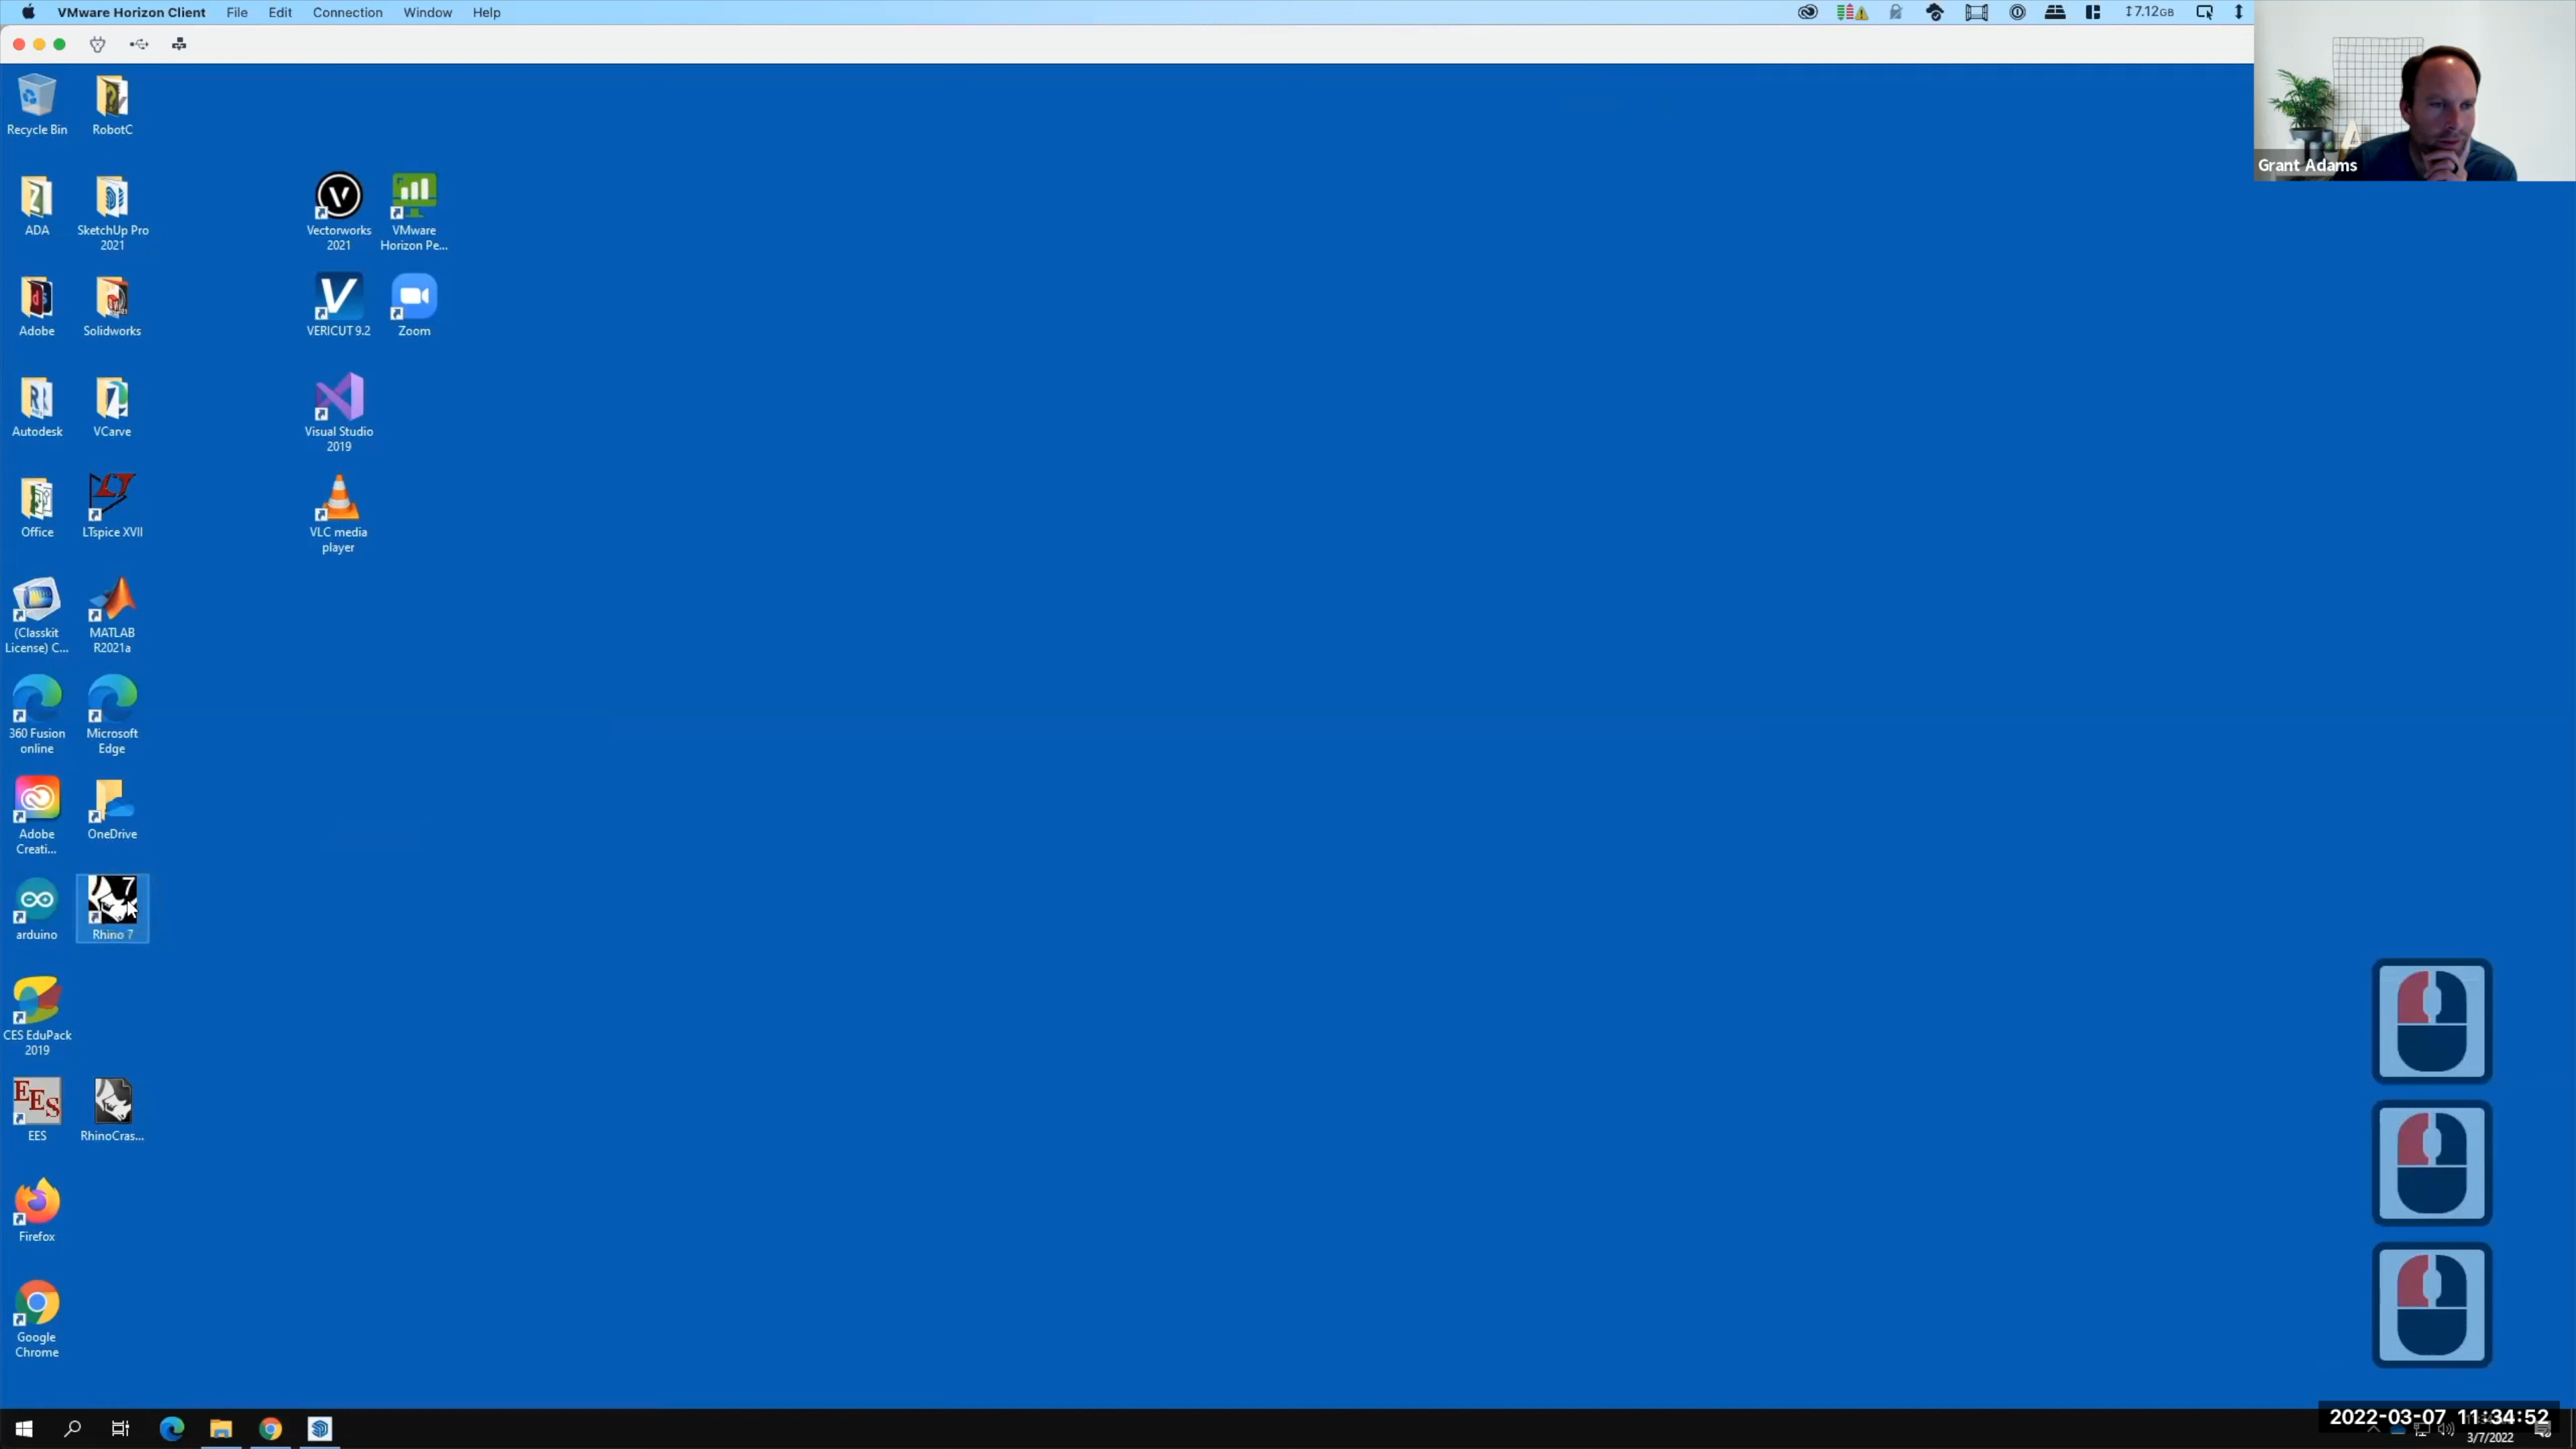 VMware Horizon Client File Edit Connection Window Help
7.12GB
Grant Adams
Recycle Bin RobotC
ADA SketchUp Pro 2021 Vectorworks 2021 VMware Horizon Pe...
Adobe Solidworks VERICUT 9.2 Zoom
Autodesk VCarve Visual Studio 2019
Office LTspice XVII VLC media player
(Classkit License) C... MATLAB R2021a
360 Fusion online Microsoft Edge
Adobe Creati... OneDrive
7
arduino Rhino 7
CES EduPack 2019
EES
EES RhinoCras...
Firefox
Google Chrome
2022-03-07 11:34:52
3/7/2022